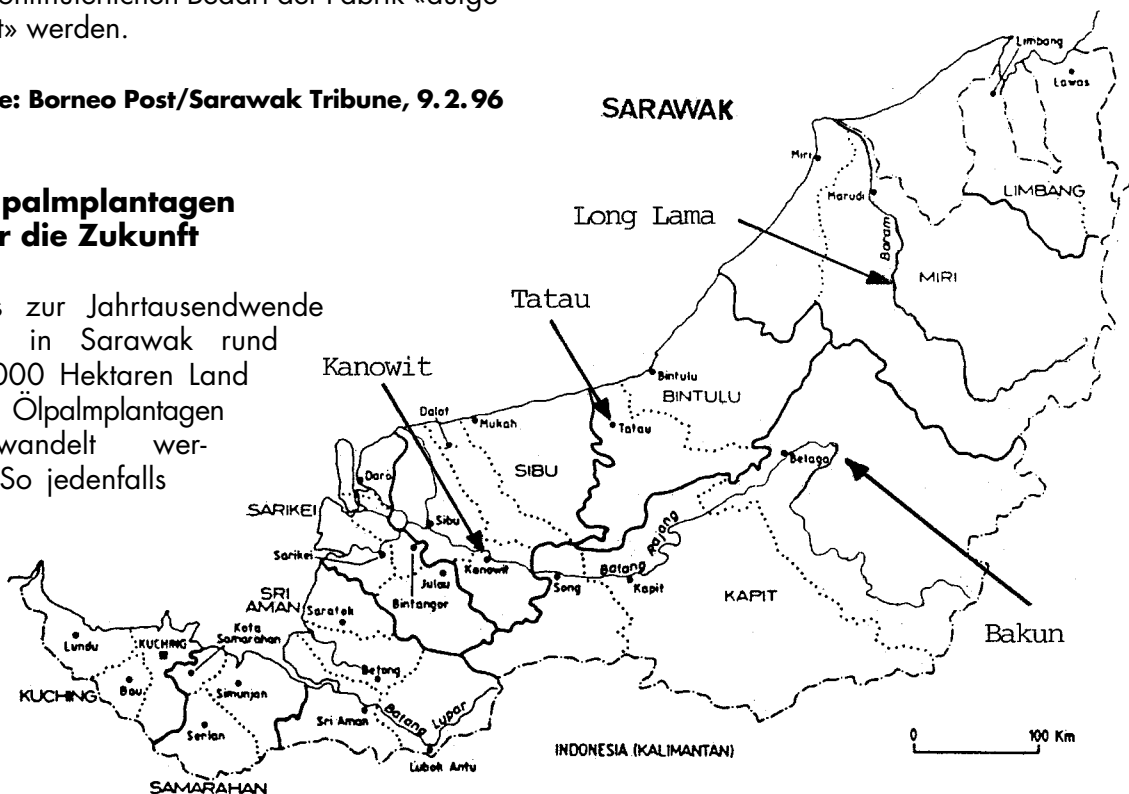 ontinuierlichen Bedarf der Fabrik «aufge
t» werden.
e: Borneo Post/Sarawak Tribune, 9.2.96
palmplantagen
r die Zukunft
s zur Jahrtausendwende
in Sarawak rund
000 Hektaren Land
Ölpalmplantagen
wandelt wer-
So jedenfalls
SARAWAK
Limbang
Lawas
LIMBANG
Miri
Marudi
Baram
MIRI
Long Lama
Tatau
Kanowit
Bintulu
BINTULU
Tatau
Dalat
Mukah
SIBU
Belaga
Daro
SARIKEI
Sibu
Sarikei
Kanowit
Julau
Bintangor
Song
Batang Rajang
Kapit
KAPIT
Bakun
SRI
AMAN
Saratok
Betong
Batang Lupar
Sri Aman
Lubok Antu
Lundu
KUCHING
Kota
Samarahan
KUCHING
Bau
Simunjan
Serian
SAMARAHAN
INDONESIA (KALIMANTAN)
0 100 Km